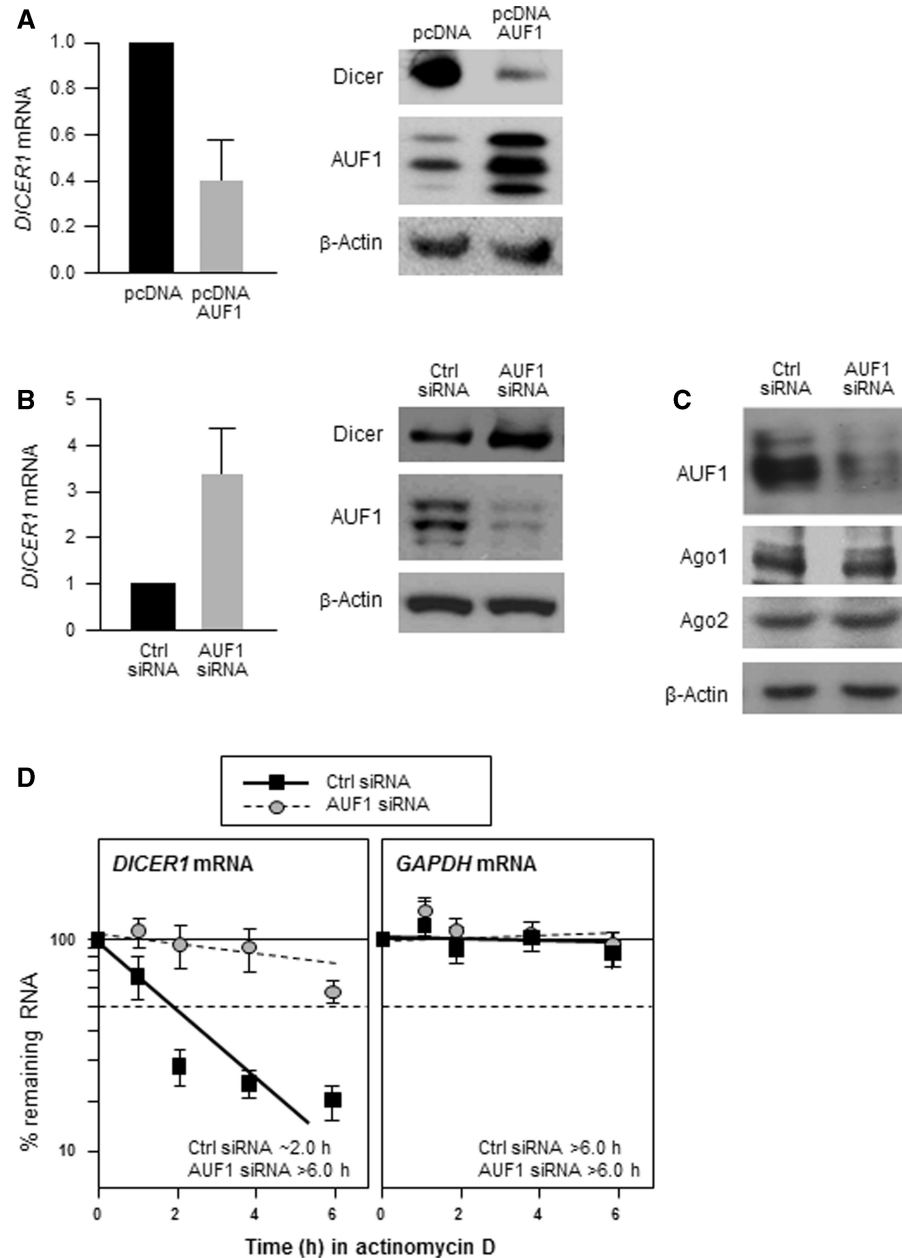 A
DICER1 mRNA
1.0
0.8
0.6
0.4
0.2
0.0
pcDNA
pcDNA
AUF1
pcDNA
pcDNA
AUF1
Dicer
AUF1
β-Actin
B
DICER1 mRNA
5
4
3
2
1
0
Ctrl
siRNA
AUF1
siRNA
Ctrl
siRNA
AUF1
siRNA
Dicer
AUF1
β-Actin
C
Ctrl
siRNA
AUF1
siRNA
AUF1
Ago1
Ago2
β-Actin
D
Ctrl siRNA
AUF1 siRNA
% remaining RNA
100
10
DICER1 mRNA
Ctrl siRNA ~2.0 h
AUF1 siRNA >6.0 h
0 2 4 6
GAPDH mRNA
Ctrl siRNA >6.0 h
AUF1 siRNA >6.0 h
0 2 4 6
Time (h) in actinomycin D